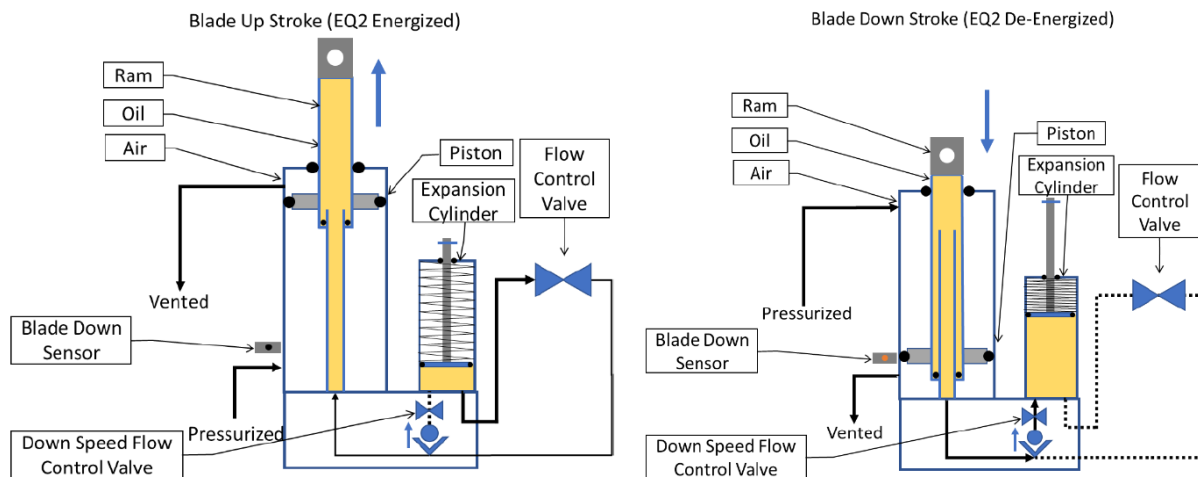 Blade Up Stroke (EQ2 Energized)
Ram
Oil
Air
Piston
Expansion
Cylinder
Flow
Control
Valve
Vented
Blade Down
Sensor
Pressurized
Down Speed Flow
Control Valve
Blade Down Stroke (EQ2 De-Energized)
Ram
Oil
Air
Piston
Expansion
Cylinder
Flow
Control
Valve
Pressurized
Blade Down
Sensor
Vented
Down Speed Flow
Control Valve